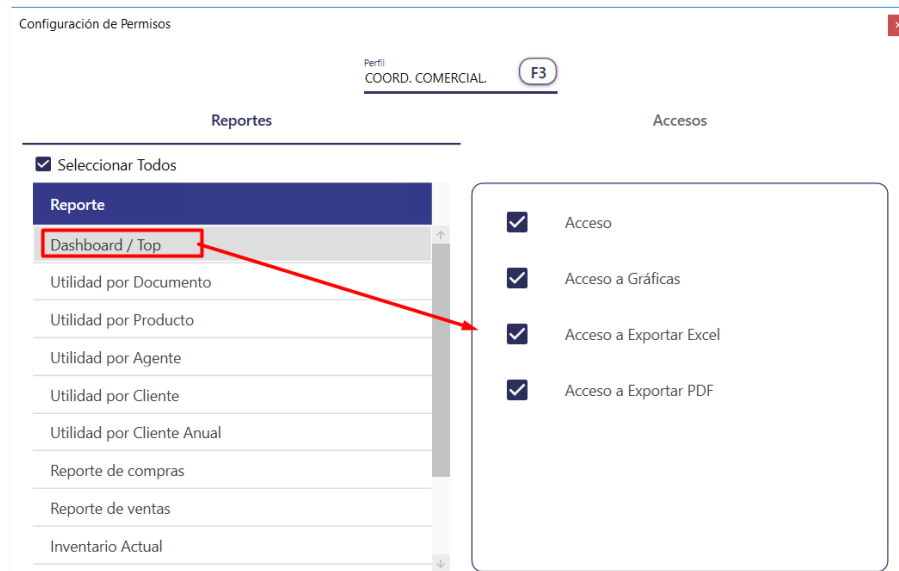 Configuración de Permisos
Perfil
COORD. COMERCIAL.
F3
Reportes
Accesos
Seleccionar Todos
Reporte
Dashboard / Top
Utilidad por Documento
Utilidad por Producto
Utilidad por Agente
Utilidad por Cliente
Utilidad por Cliente Anual
Reporte de compras
Reporte de ventas
Inventario Actual
Acceso
Acceso a Gráficas
Acceso a Exportar Excel
Acceso a Exportar PDF